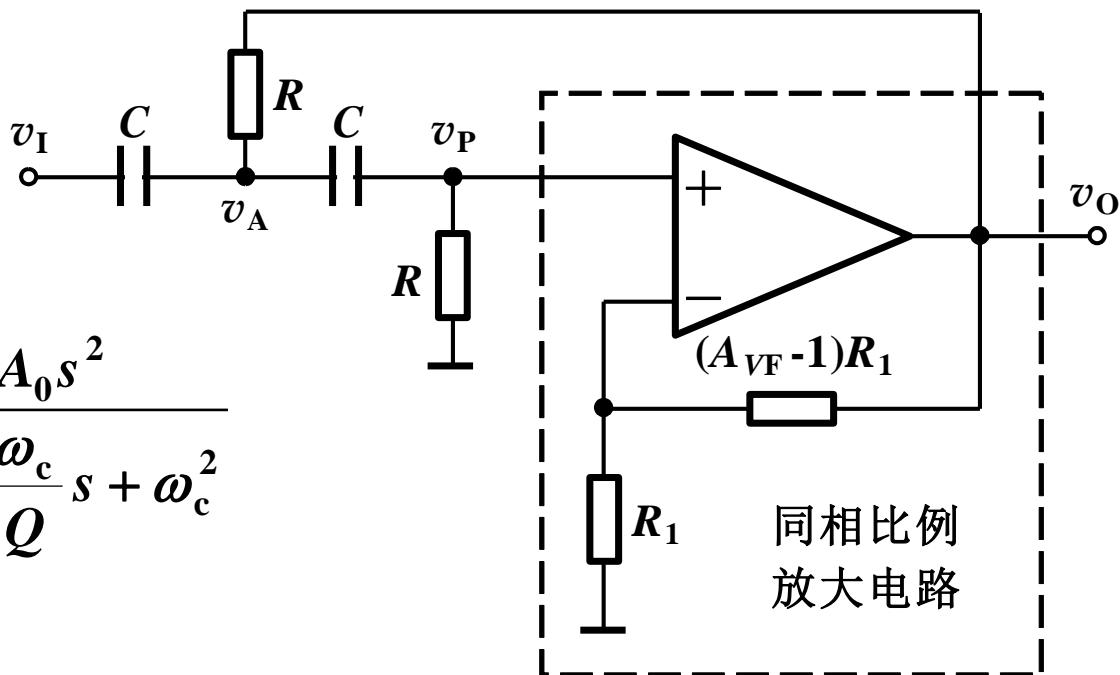 R
C
C
v_I
v_P
v_A
+
v_O
R
−
(A_VF-1)R_1
A_0 s^2
ω_c
s + ω_c^2
Q
R_1
同相比例
放大电路